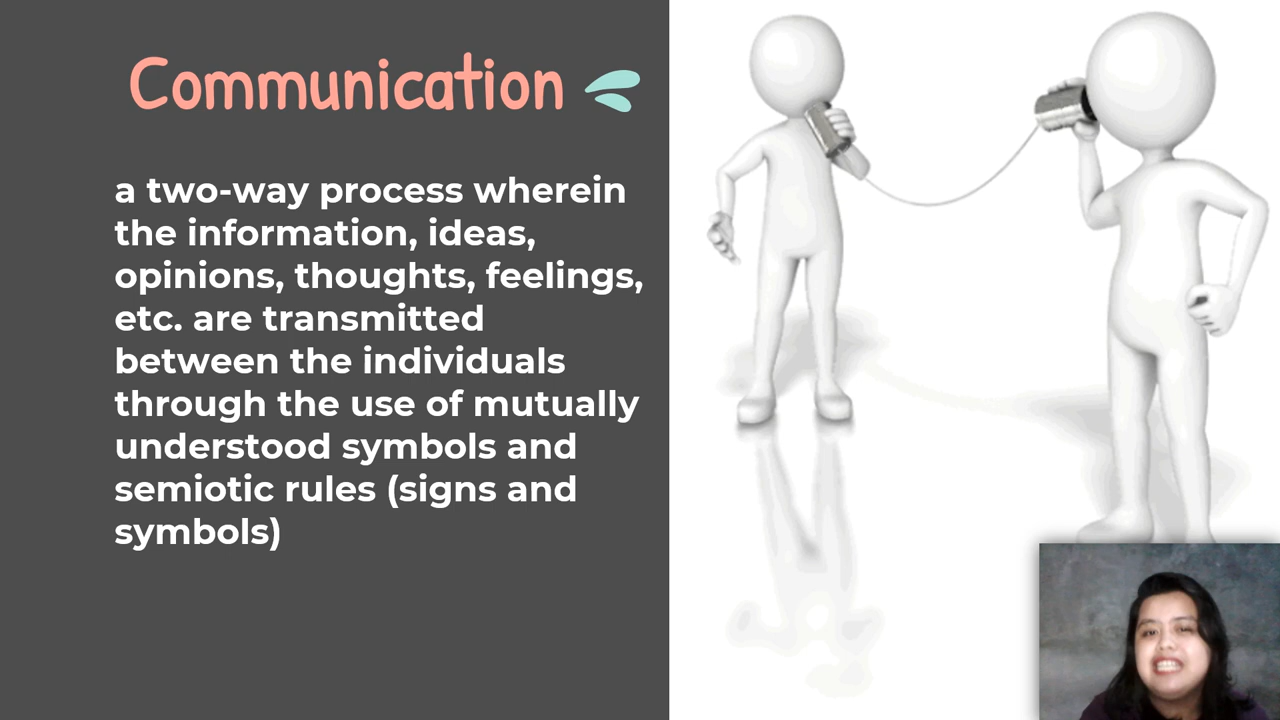 Communication
a two-way process wherein
the information, ideas,
opinions, thoughts, feelings,
etc. are transmitted
between the individuals
through the use of mutually
understood symbols and
semiotic rules (signs and
symbols)